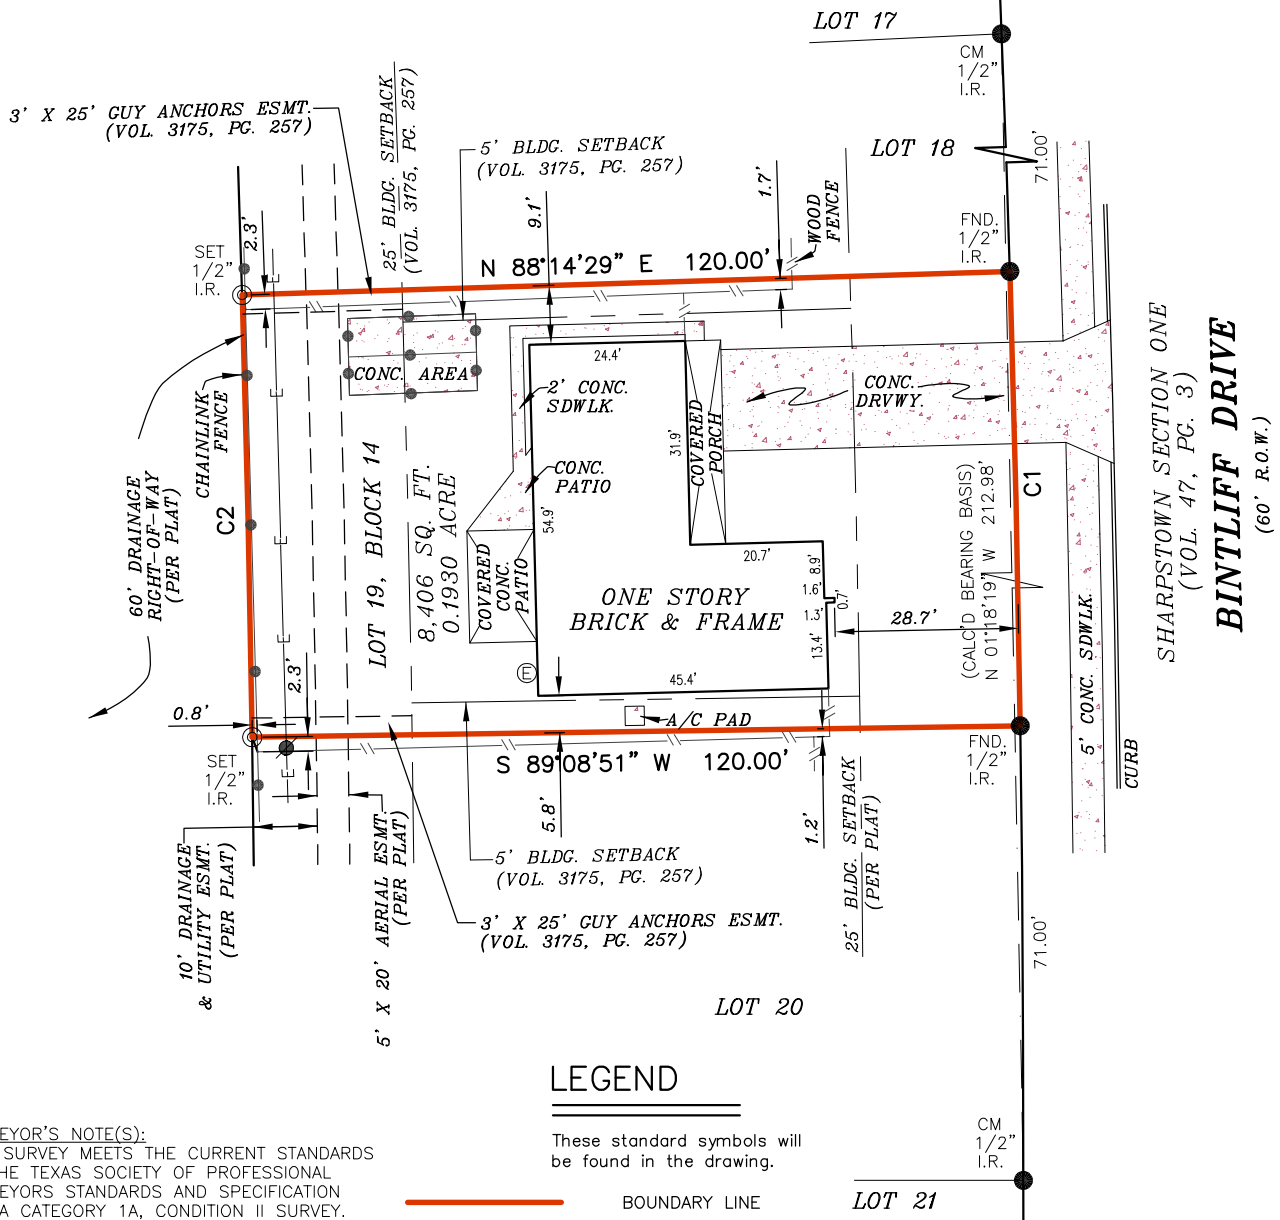 LOT 17
CM
1/2"
I.R.
3' X 25' GUY ANCHORS ESMT.
(VOL. 3175, PG. 257)
25' BLDG. SETBACK
(VOL. 3175, PG. 257)
5' BLDG. SETBACK
(VOL. 3175, PG. 257)
LOT 18
71.00'
2.3'
9.1'
1.7'
WOOD
FENCE
SET
1/2"
I.R.
FND.
1/2"
I.R.
N 88°14'29" E 120.00'
CONC. AREA
24.4'
2' CONC.
SDWLK.
CONC.
DRVWY.
COVERED
PORCH
31.9'
CHAINLINK
FENCE
60' DRAINAGE
RIGHT-OF-WAY
(PER PLAT)
C2
E
E
E
E
E
LOT 19, BLOCK 14
8,406 SQ. FT.
0.1930 ACRE
CONC.
PATIO
54.9'
COVERED
CONC.
PATIO
20.7'
8.9'
1.6'
0.7'
1.3'
13.4'
ONE STORY
BRICK & FRAME
28.7'
(CALC'D BEARING BASIS)
N 01°18'19" W 212.98'
C1
SHARPSTOWN SECTION ONE
(VOL. 47, PG. 3)
BINTLIFF DRIVE
(60' R.O.W.)
E
45.4'
2.3'
0.8'
A/C PAD
5' CONC. SDWLK.
CURB
SET
1/2"
I.R.
FND.
1/2"
I.R.
S 89°08'51" W 120.00'
5.8'
1.2'
10' DRAINAGE
& UTILITY ESMT.
(PER PLAT)
5' X 20' AERIAL ESMT.
(PER PLAT)
5' BLDG. SETBACK
(VOL. 3175, PG. 257)
3' X 25' GUY ANCHORS ESMT.
(VOL. 3175, PG. 257)
25' BLDG. SETBACK
(PER PLAT)
71.00'
LOT 20
CM
1/2"
I.R.
LOT 21
LEGEND
These standard symbols will
be found in the drawing.
BOUNDARY LINE
EYOR'S NOTE(S):
SURVEY MEETS THE CURRENT STANDARDS
HE TEXAS SOCIETY OF PROFESSIONAL
EYORS STANDARDS AND SPECIFICATION
A CATEGORY 1A, CONDITION II SURVEY.